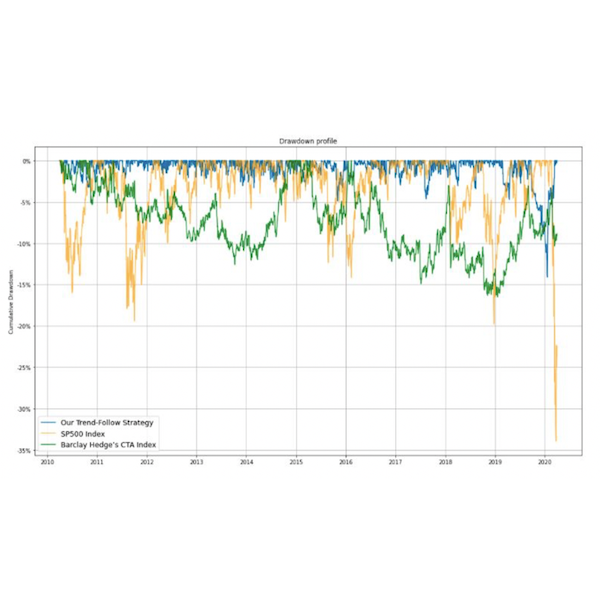 Drawdown profile
0%
-5%
-10%
-15%
-20%
-25%
-30%
-35%
Cumulative Drawdown
Our Trend-Follow Strategy
SP500 Index
Barclay Hedge's CTA Index
2010 2011 2012 2013 2014 2015 2016 2017 2018 2019 2020